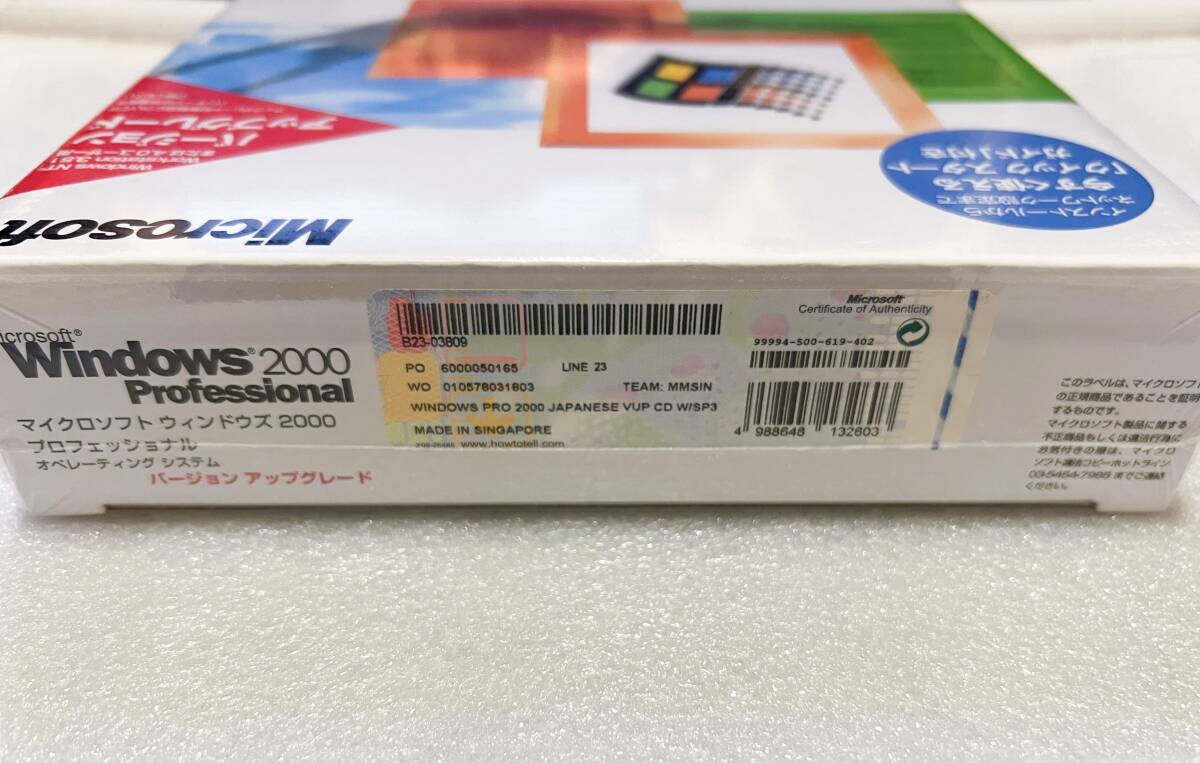 Windows NT®
Workstation 3.51
または4.0ユーザー用
バージョン
アップグレード
Microsoft
インストールから
ネットワーク設定まで
今すぐ使える
「クイックスタート
ガイド」付き
Microsoft®
Windows® 2000
Professional
マイクロソフト ウィンドウズ 2000
プロフェッショナル
オペレーティング システム
バージョン アップグレード
B23-03809
PO 6000050165 LINE 23
WO 010578031803 TEAM: MMSIN
WINDOWS PRO 2000 JAPANESE VUP CD W/SP3
MADE IN SINGAPORE
www.howtotell.com
Microsoft
Certificate of Authenticity
99994-500-619-402
4 988648 132603
このラベルは、マイクロソフト
の正規商品であることを証明
するものです。
マイクロソフト製品に関する
不正商品もしくは違法行為に
お気付きの際は、マイクロ
ソフト違法コピーホットライン
03-5454-7985 までご連絡
ください。